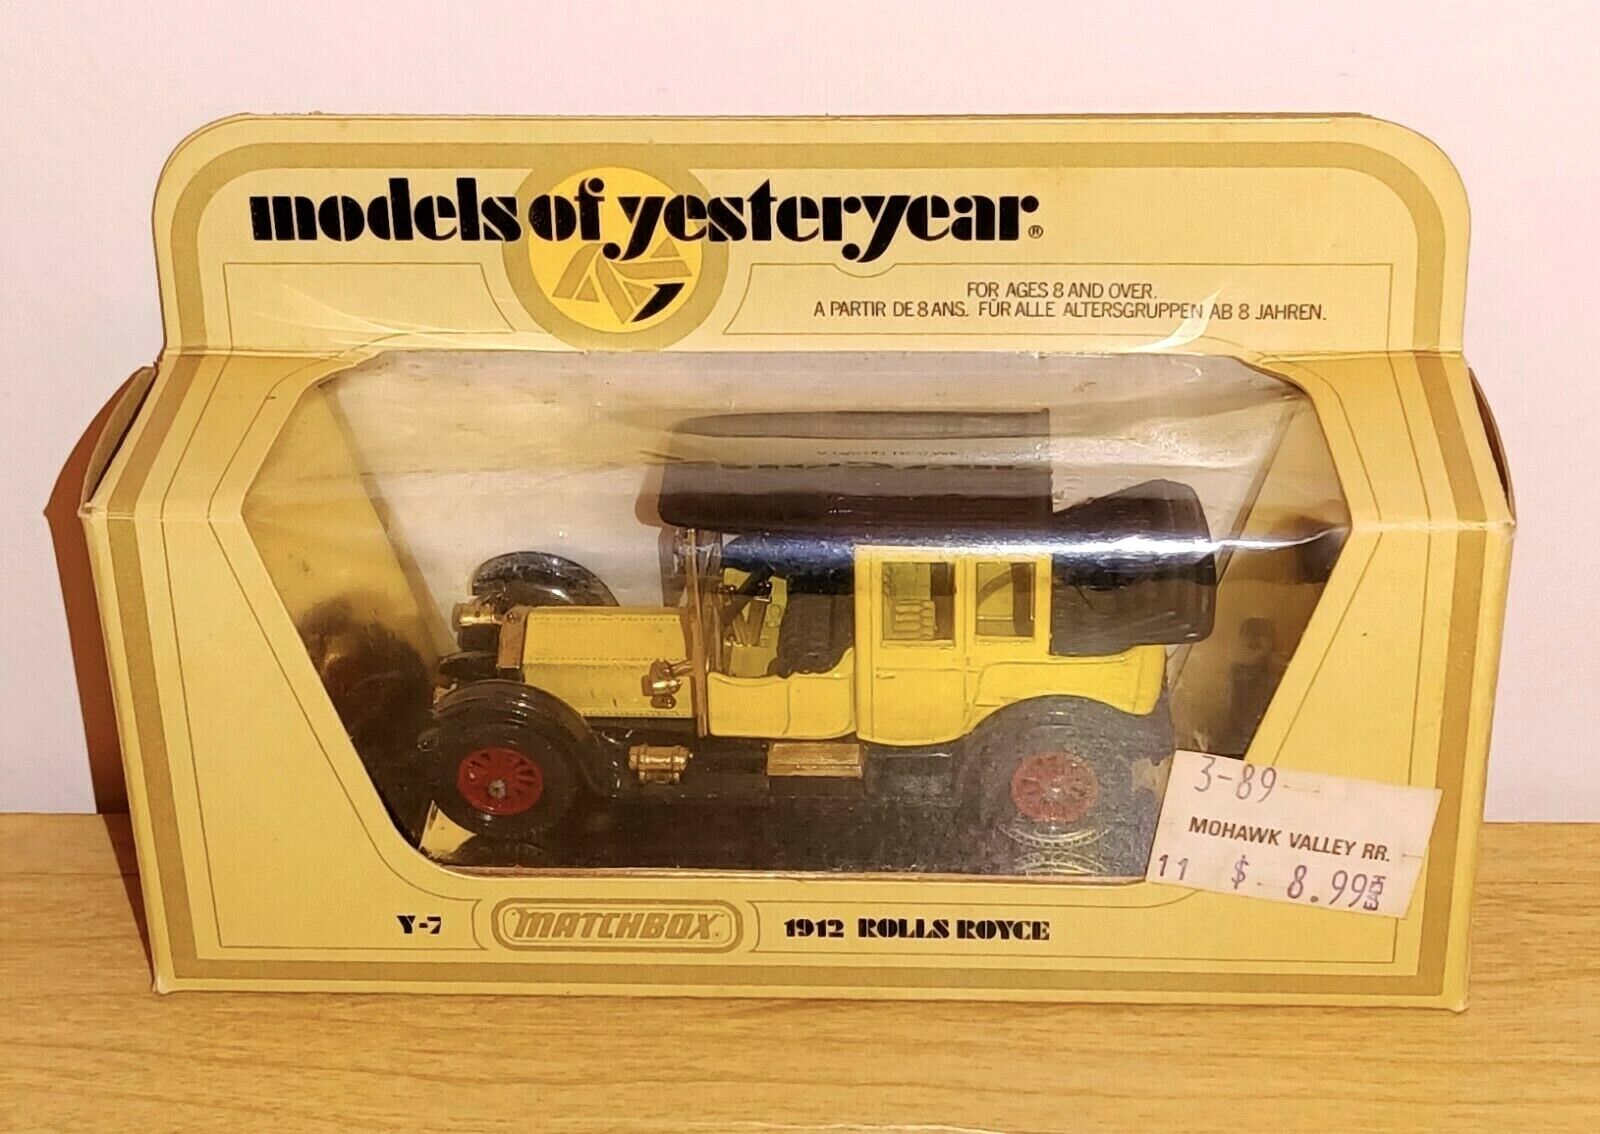 models of yesteryear®
FOR AGES 8 AND OVER.
A PARTIR DE 8 ANS. FÜR ALLE ALTERSGRUPPEN AB 8 JAHREN.
3-89
MOHAWK VALLEY RR.
11 $ 8.99 EACH
Y-7 MATCHBOX® 1912 ROLLS ROYCE